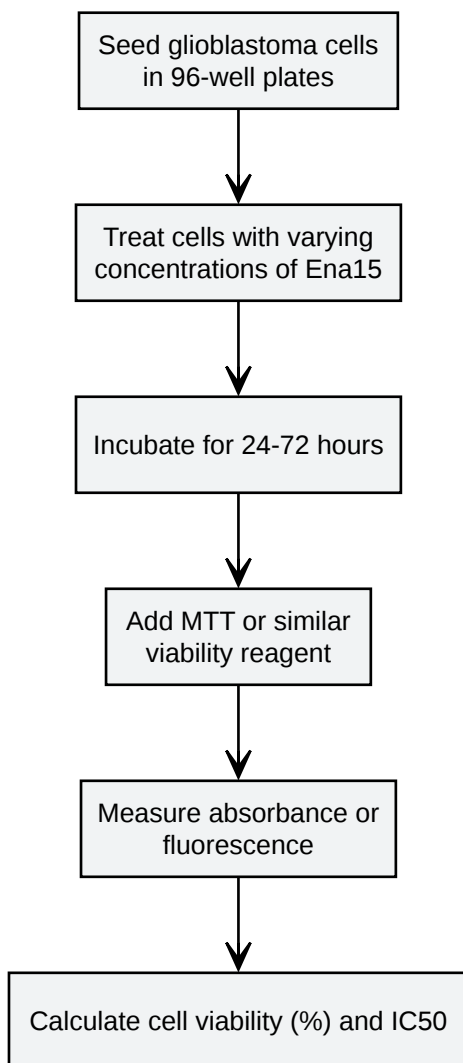 Seed glioblastoma cells
in 96-well plates
Treat cells with varying
concentrations of Ena15
Incubate for 24-72 hours
Add MTT or similar
viability reagent
Measure absorbance or
fluorescence
Calculate cell viability (%) and IC50